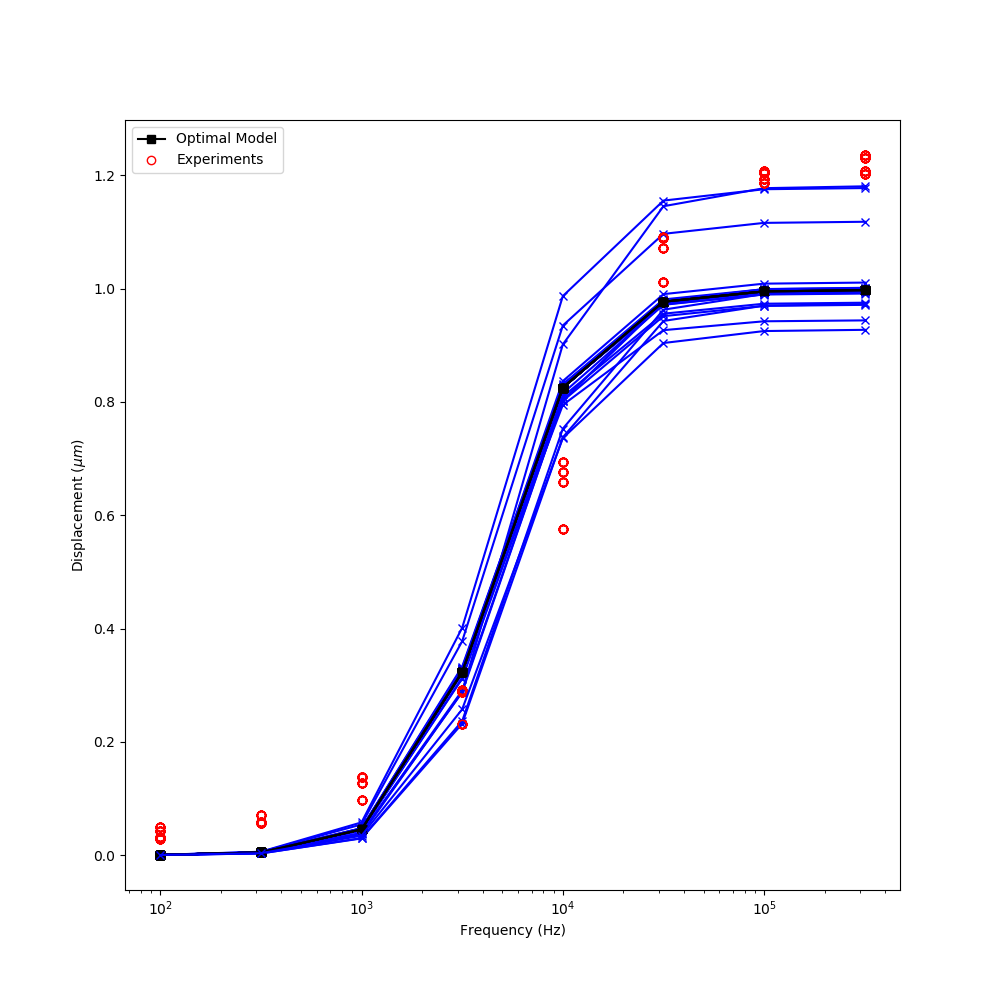 Optimal Model
Experiments
1.2
1.0
0.8
0.6
0.4
0.2
0.0
Displacement (μm)
10²
10³
10⁴
10⁵
Frequency (Hz)